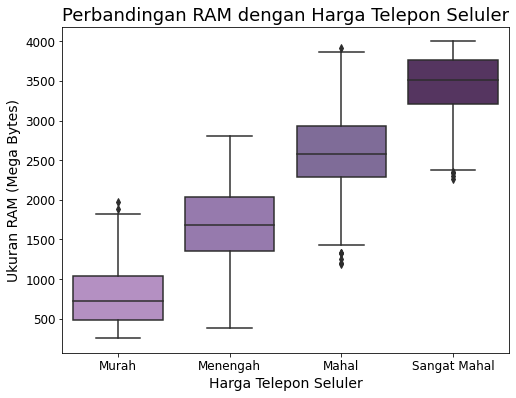 Perbandingan RAM dengan Harga Telepon Seluler
Ukuran RAM (Mega Bytes)
4000
3500
3000
2500
2000
1500
1000
500
Murah
Menengah
Mahal
Sangat Mahal
Harga Telepon Seluler